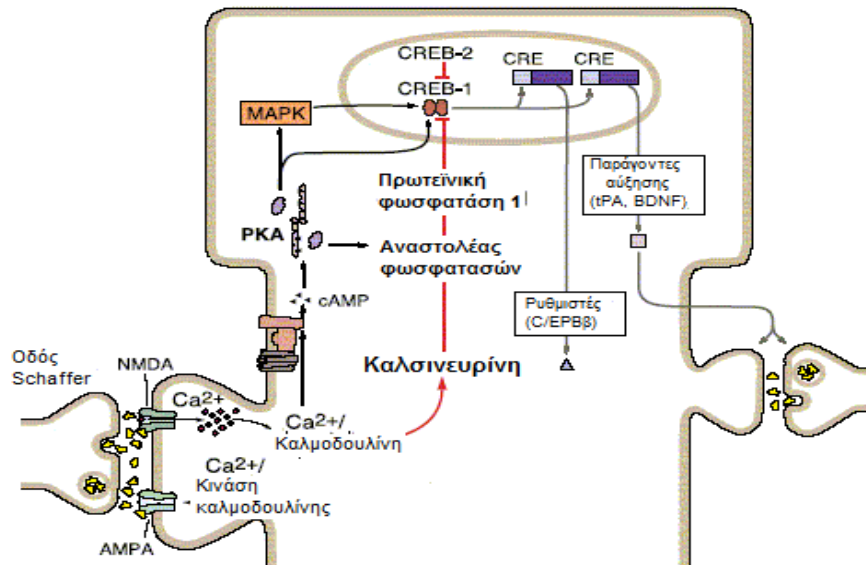 CREB-2
CREB-1
CRE
CRE
MAPK
Πρωτεϊνική
φωσφατάση 1
Παράγοντες
αύξησης
(tPA, BDNF)
PKA
Αναστολέας
φωσφατασών
cAMP
Ρυθμιστές
(C/EPBβ)
Οδός
Schaffer
NMDA
Ca2+
Καλσινευρίνη
Ca2+/
Καλμοδουλίνη
Ca2+/
Κινάση
καλμοδουλίνης
AMPA